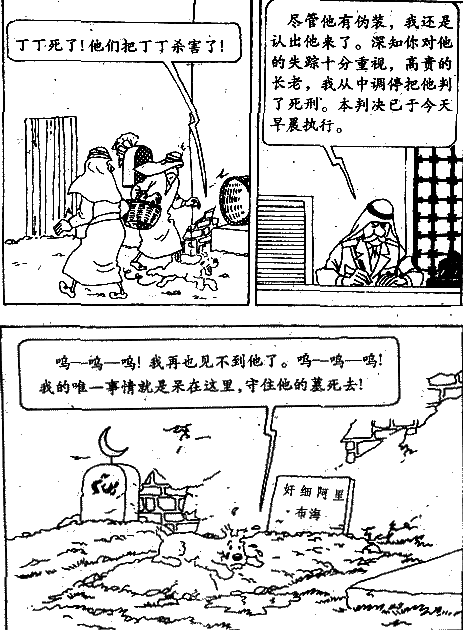 丁丁死了!他们把丁丁杀害了!
尽管他有伪装，我还是
认出他来了。深知你对他
的失踪十分重视，高贵的
长老，我从中调停把他判
了死刑。本判决已于今天
早晨执行。
呜——呜—呜!我再也见不到他了。呜—呜—呜!
我的唯一事情就是呆在这里，守住他的墓死去!
奸细阿里
·布海